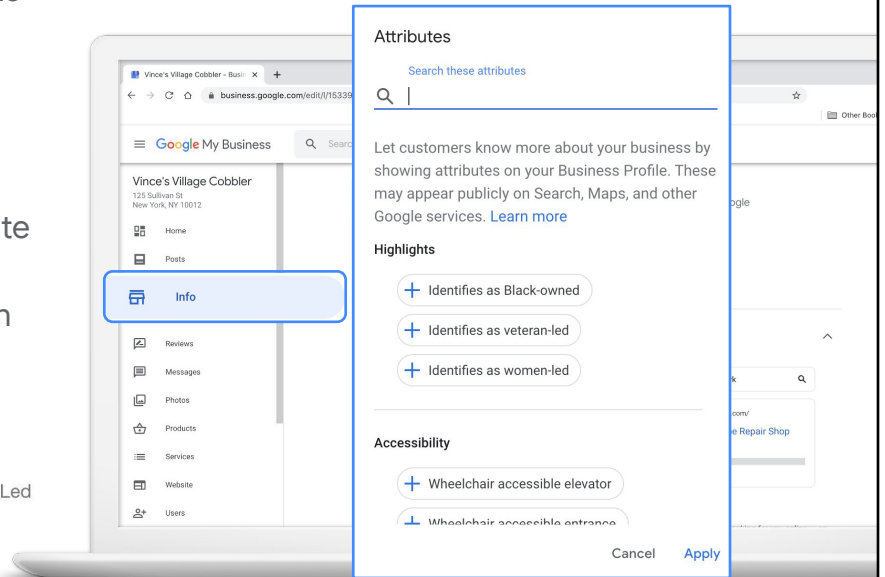 te
Led
Vince's Village Cobbler - Busin
business.google.com/edit/l/15339
Other Boo
Google My Business
Searc
Vince's Village Cobbler
125 Sullivan St
New York, NY 10012
Home
Posts
Info
Reviews
Messages
Photos
Products
Services
Website
Users
Attributes
Search these attributes
Let customers know more about your business by
showing attributes on your Business Profile. These
may appear publicly on Search, Maps, and other
Google services. Learn more
Highlights
Identifies as Black-owned
Identifies as veteran-led
Identifies as women-led
Accessibility
Wheelchair accessible elevator
Wheelchair accessible entrance
Cancel Apply
ogle
.com/
e Repair Shop